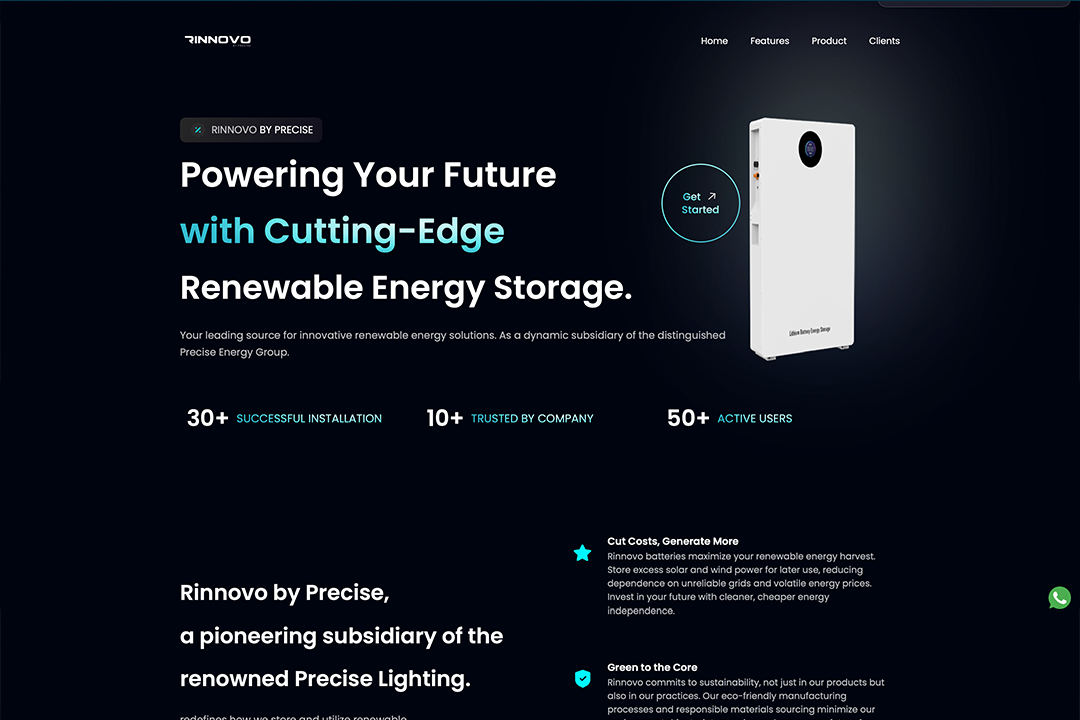 RINNOVO
BY PRECISE
Home Features Product Clients
RINNOVO BY PRECISE
Powering Your Future
with Cutting-Edge
Renewable Energy Storage.
Get
Started
Lithium Battery Energy Storage
Your leading source for innovative renewable energy solutions. As a dynamic subsidiary of the distinguished
Precise Energy Group.
30+ SUCCESSFUL INSTALLATION 10+ TRUSTED BY COMPANY 50+ ACTIVE USERS
Rinnovo by Precise,
a pioneering subsidiary of the
renowned Precise Lighting.
redefines how we store and utilize renewable
Cut Costs, Generate More
Rinnovo batteries maximize your renewable energy harvest.
Store excess solar and wind power for later use, reducing
dependence on unreliable grids and volatile energy prices.
Invest in your future with cleaner, cheaper energy
independence.
Green to the Core
Rinnovo commits to sustainability, not just in our products but
also in our practices. Our eco-friendly manufacturing
processes and responsible materials sourcing minimize our